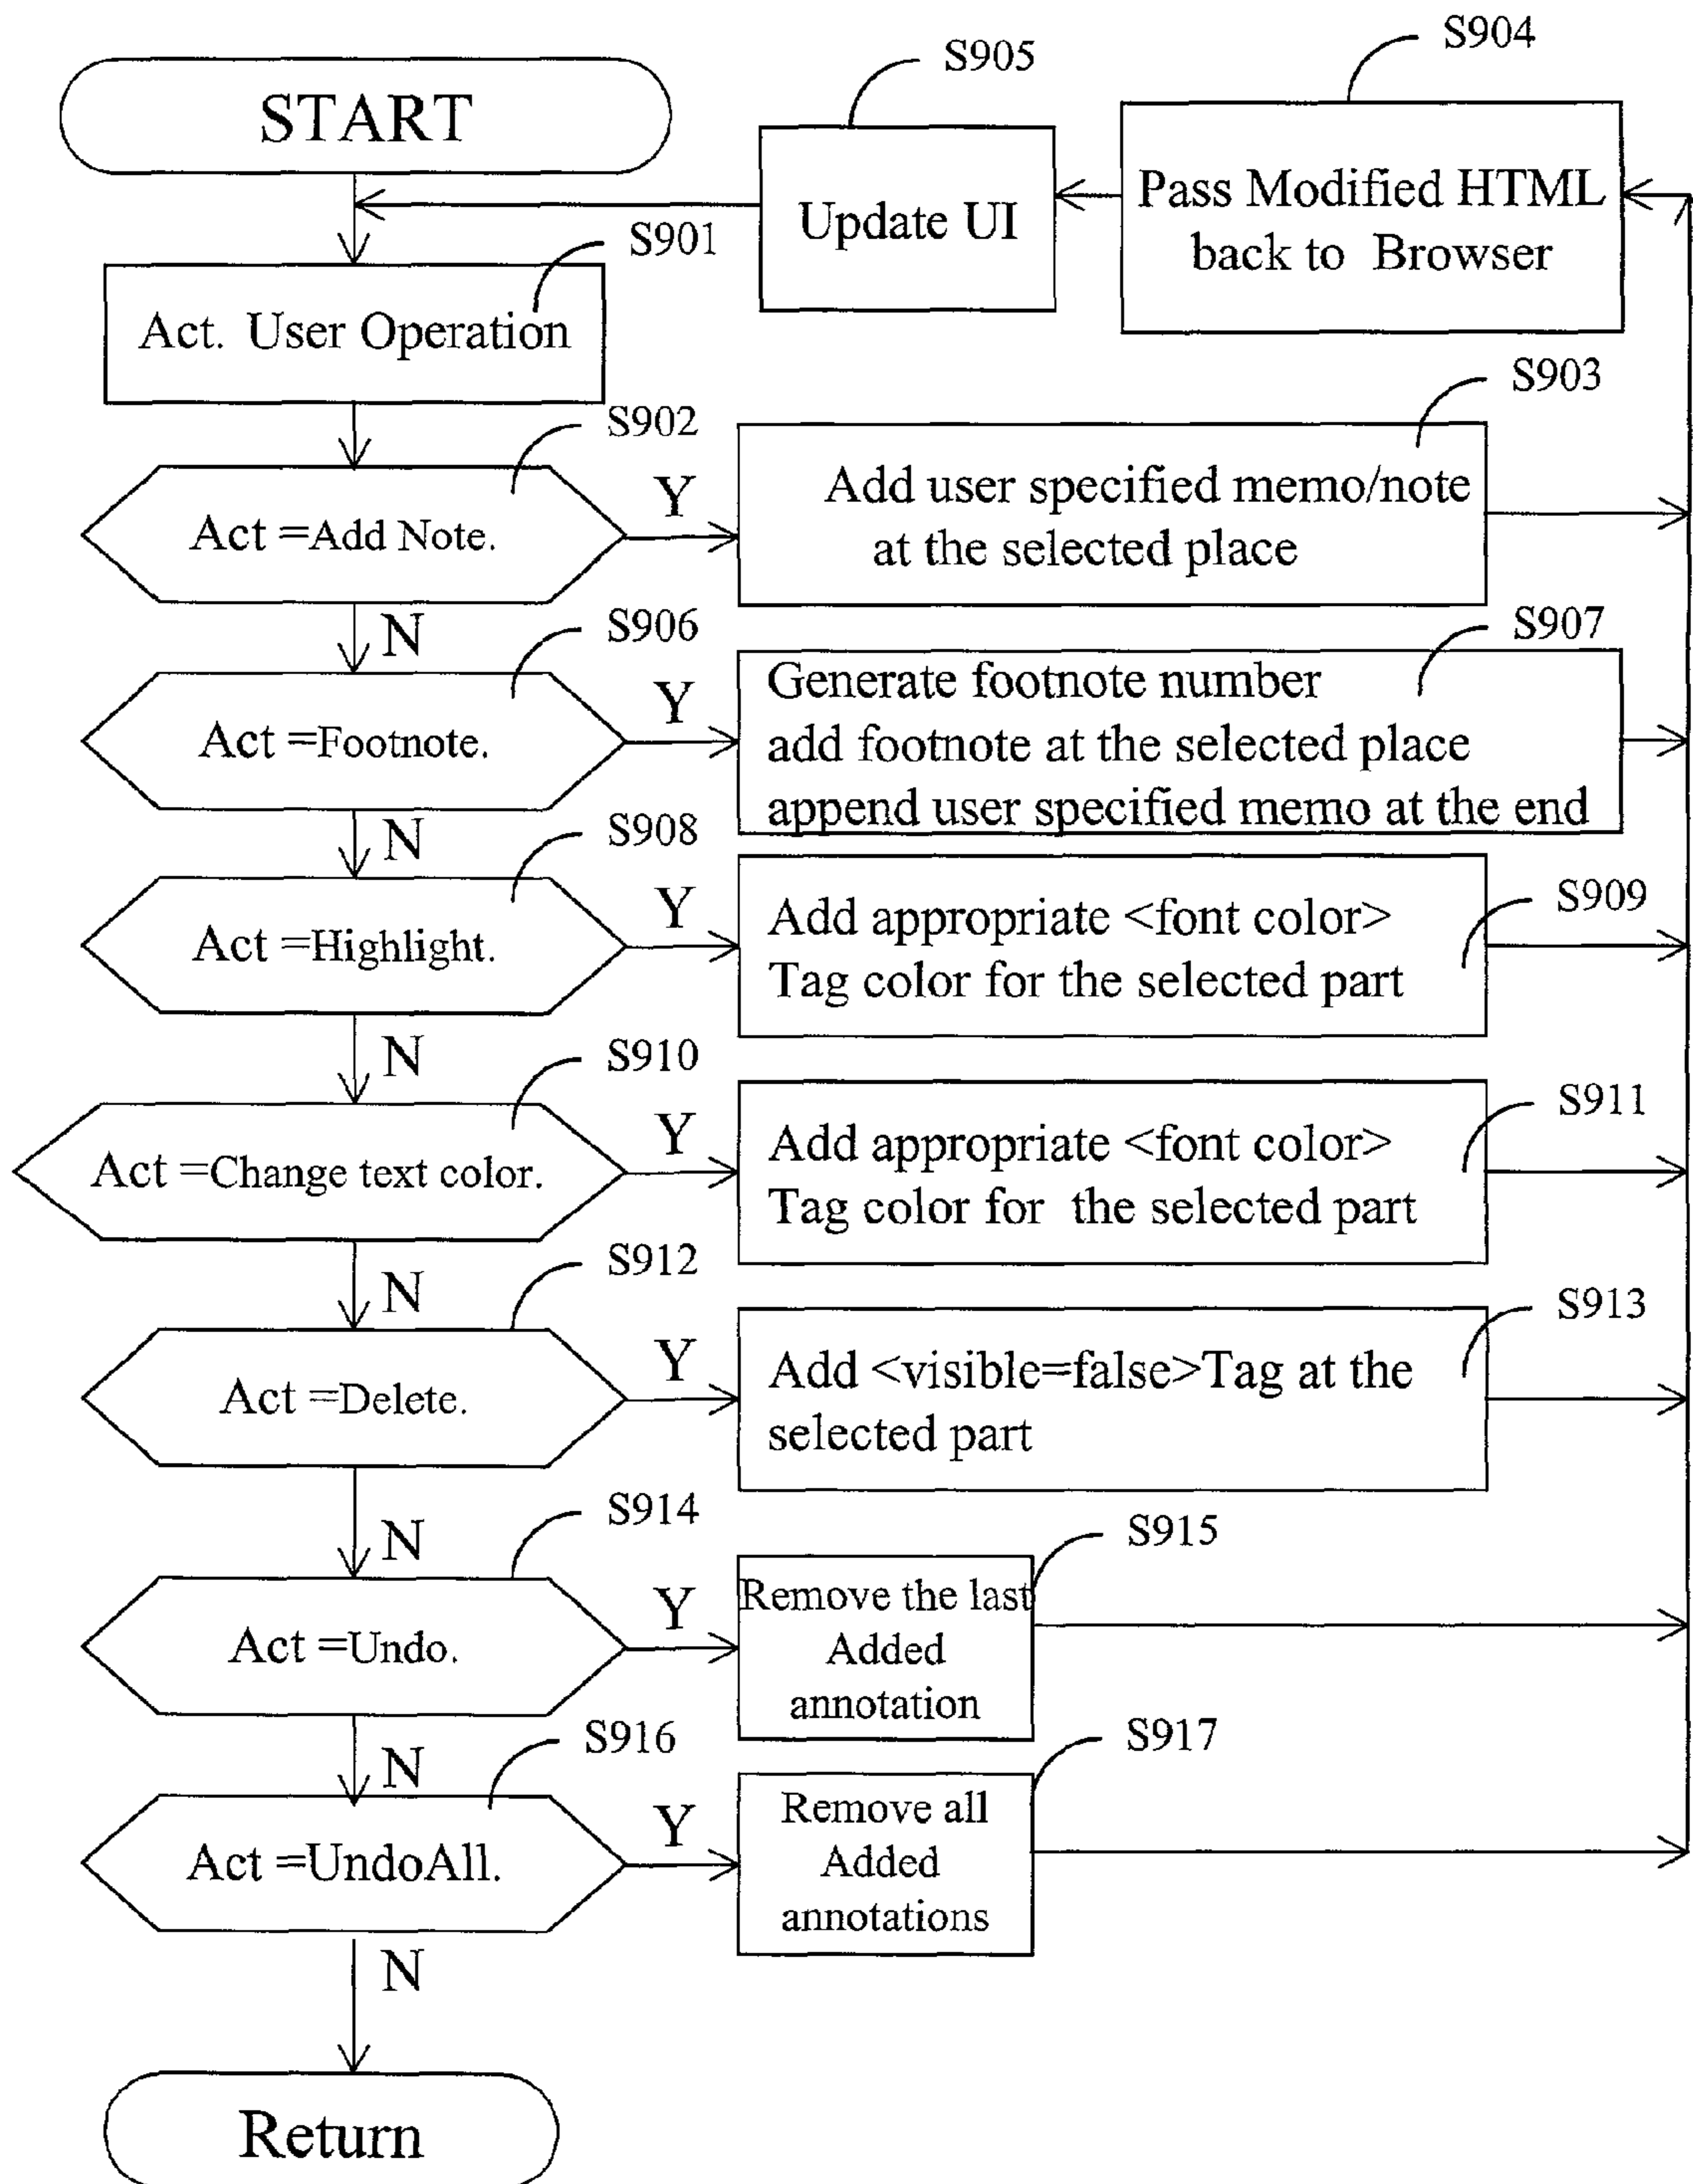 S904
S905
START
Pass Modified HTML
back to Browser
Update UI
S901
Act. User Operation
S903
S902
Add user specified memo/note
at the selected place
Y
Act =Add Note.
N
S906
S907
Generate footnote number
add footnote at the selected place
append user specified memo at the end
Y
Act =Footnote.
N
S908
S909
Add appropriate <font color>
Tag color for the selected part
Y
Act =Highlight.
N
S910
S911
Add appropriate <font color>
Tag color for the selected part
Y
Act =Change text color.
N
S912
S913
Add <visible=false>Tag at the
selected part
Y
Act =Delete.
N
S914
S915
Remove the last
Added
annotation
Y
Act =Undo.
N
S916
S917
Remove all
Added
annotations
Y
Act =UndoAll.
N
Return